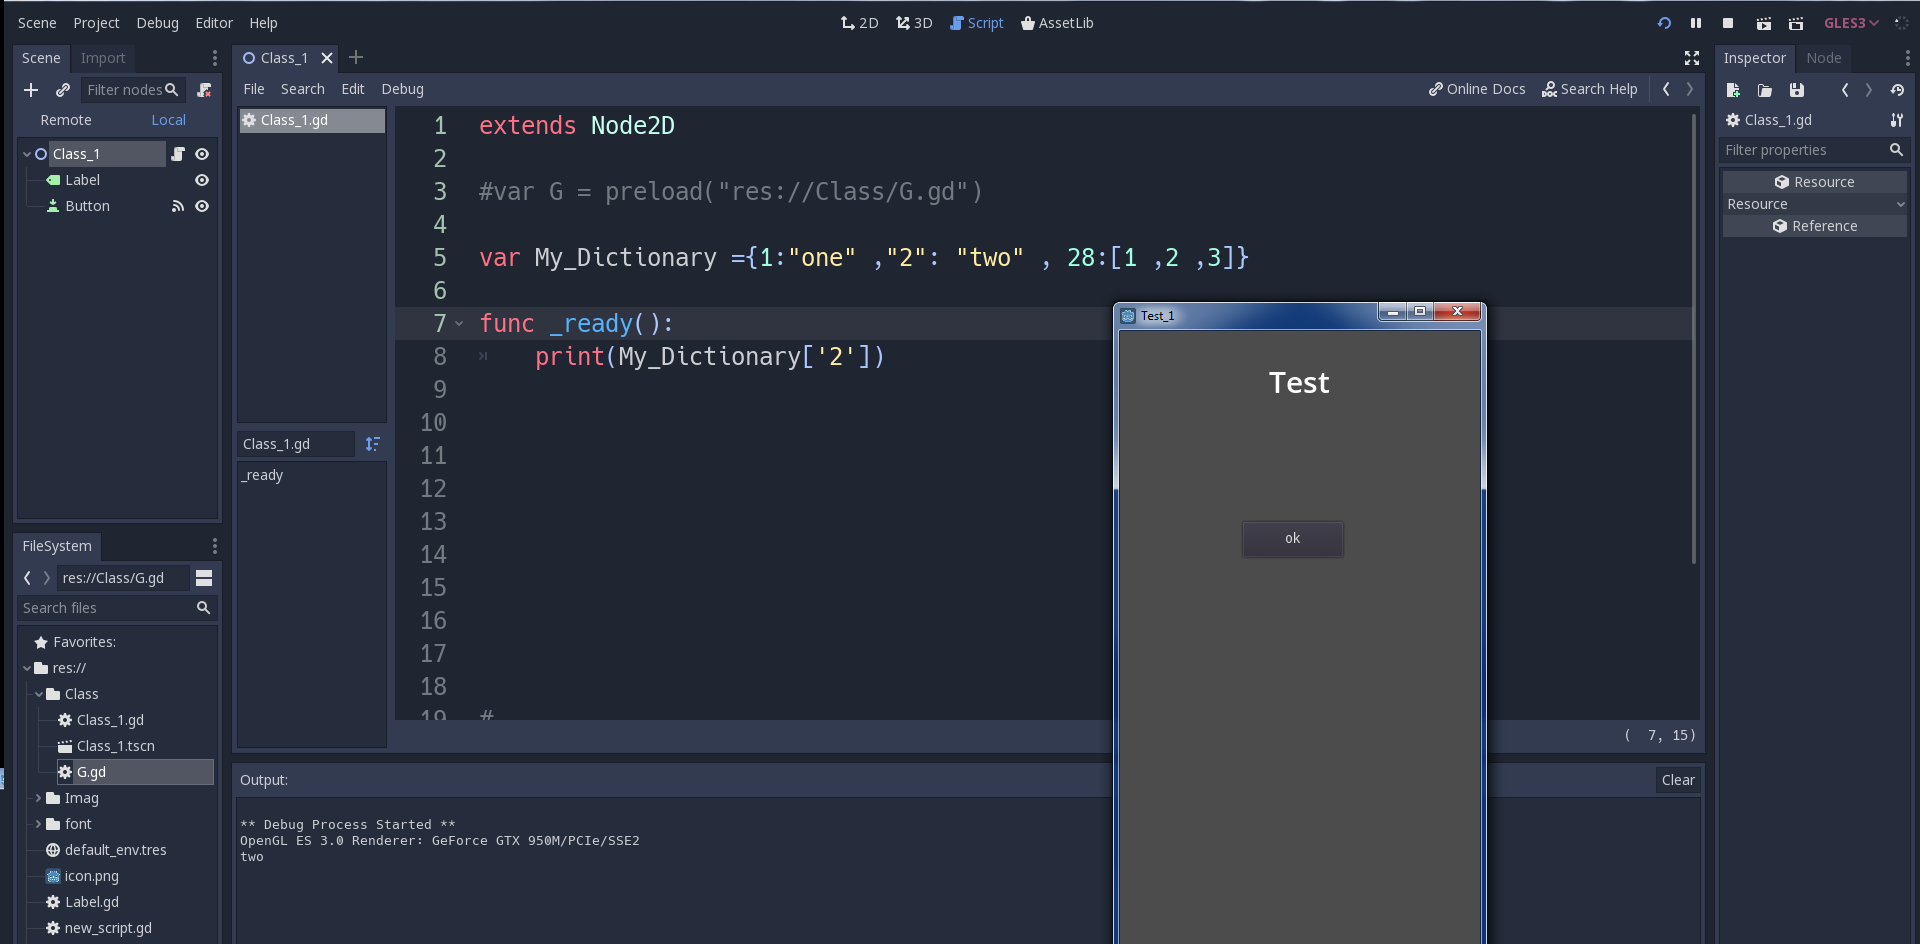 Scene Project Debug Editor Help
2D 3D Script AssetLib
GLES3
Scene Import
Filter nodes
Remote Local
Class_1
Label
Button
FileSystem
res://Class/G.gd
Search files
Favorites:
res://
Class
Class_1.gd
Class_1.tscn
G.gd
Imag
font
default_env.tres
icon.png
Label.gd
new_script.gd
Class_1
File Search Edit Debug
Online Docs Search Help
Class_1.gd
Class_1.gd
_ready
1 extends Node2D
2
3 #var G = preload("res://Class/G.gd")
4
5 var My_Dictionary ={1:"one" ,"2": "two" , 28:[1 ,2 ,3]}
6
7 func _ready():
8 print(My_Dictionary['2'])
9
10
11
12
13
14
15
16
17
18
19 #
( 7, 15)
Output:
Clear
** Debug Process Started **
OpenGL ES 3.0 Renderer: GeForce GTX 950M/PCIe/SSE2
two
Test_1
Test
ok
Inspector Node
Class_1.gd
Filter properties
Resource
Resource
Reference